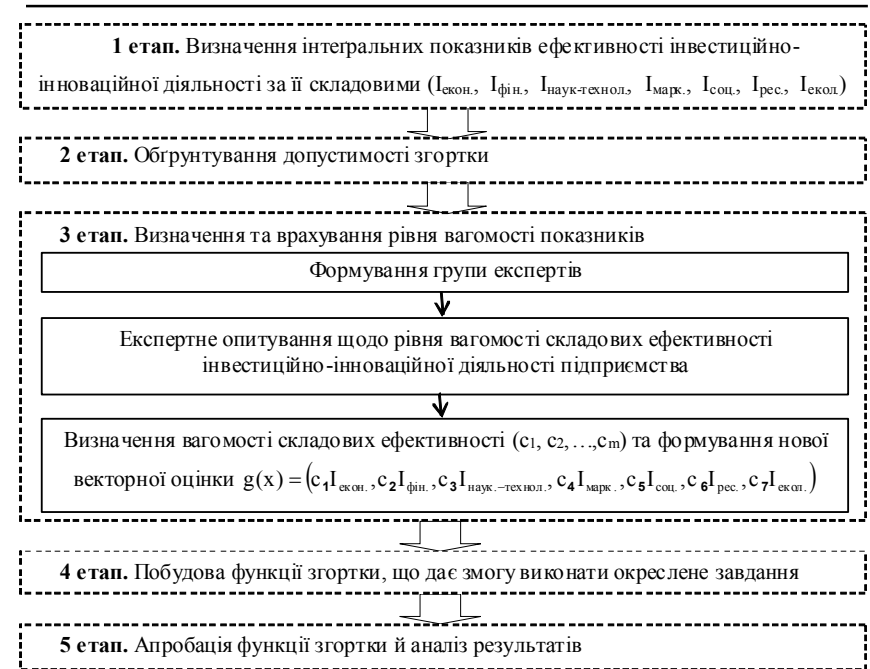 1 етап. Визначення інтегральних показників ефективності інвестиційно-
інноваційної діяльності за її складовими (Iекон., Iфін., Iнаук-технол., Iмарк., Iсоц., Iрес., Iекол.)
2 етап. Обґрунтування допустимості згортки
3 етап. Визначення та врахування рівня вагомості показників
Формування групи експертів
Експертне опитування щодо рівня вагомості складових ефективності
інвестиційно-інноваційної діяльності підприємства
Визначення вагомості складових ефективності (c1, c2, …,cm) та формування нової
векторної оцінки g(x) = (c1Iекон.,c2Iфін.,c3Iнаук.–технол.,c4Iмарк.,c5Iсоц.,c6Iрес.,c7Iекол.)
4 етап. Побудова функції згортки, що дає змогу виконати окреслене завдання
5 етап. Апробація функції згортки й аналіз результатів